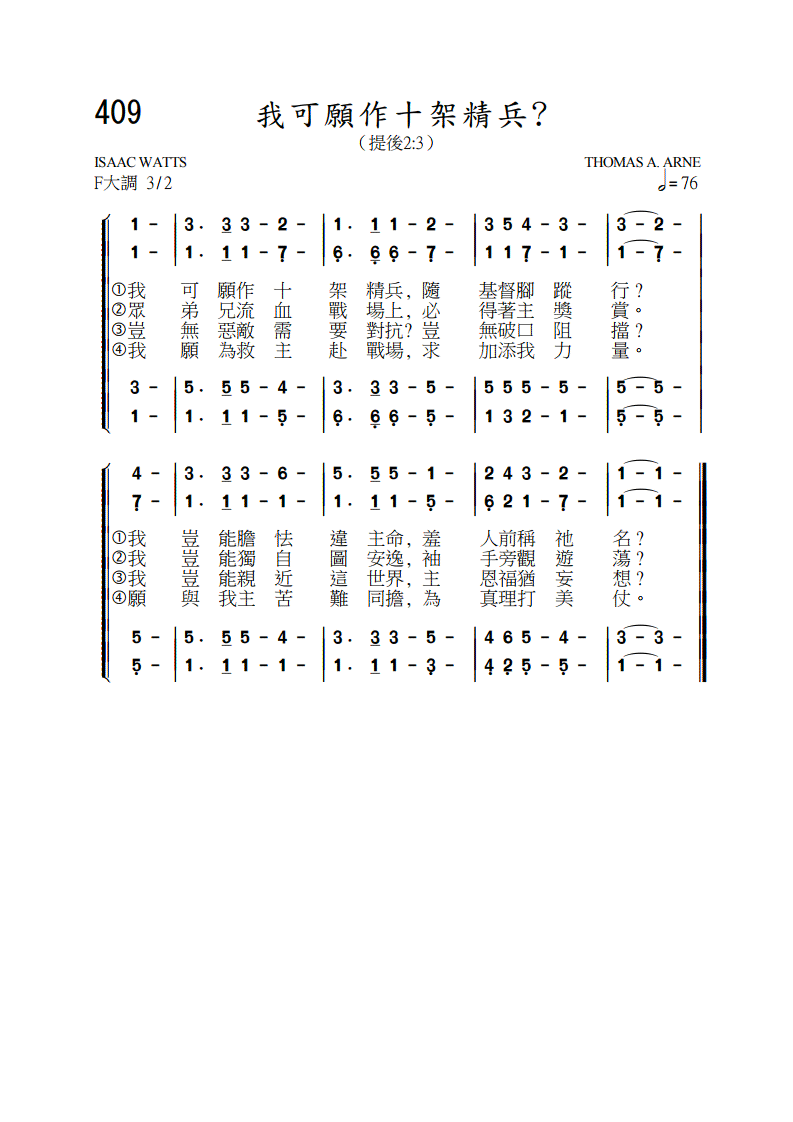 409
我可願作十架精兵?
(提後2:3)
ISAAC WATTS THOMAS A. ARNE
F大調 3/2 𝅗𝅥=76
1 - | 3 . 3̲ 3 - 2 - | 1 . 1̲ 1 - 2 - | 3 5 4 - 3 - | 3 - 2 - |
1 - | 1 . 1̲ 1 - 7̣ - | 6̣ . 6̲̣ 6̣ - 7̣ - | 1 1 7̣ - 1 - | 1 - 7̣ - |
①我 可 願作 十 架 精兵, 隨 基督腳 蹤 行?
②眾 弟 兄流 血 戰 場上, 必 得著主 獎 賞。
③豈 無 惡敵 需 要 對抗? 豈 無破口 阻 擋?
④我 願 為救 主 赴 戰場, 求 加添我 力 量。
3 - | 5 . 5̲ 5 - 4 - | 3 . 3̲ 3 - 5 - | 5 5 5 - 5 - | 5 - 5 - |
1 - | 1 . 1̲ 1 - 5̣ - | 6̣ . 6̲̣ 6̣ - 5̣ - | 1 3 2 - 1 - | 5̣ - 5̣ - |
4 - | 3 . 3̲ 3 - 6 - | 5 . 5̲ 5 - 1 - | 2 4 3 - 2 - | 1 - 1 - ‖
7̣ - | 1 . 1̲ 1 - 1 - | 1 . 1̲ 1 - 5̣ - | 6̣ 2 1 - 7̣ - | 1 - 1 - ‖
①我 豈 能膽 怯 違 主命, 羞 人前稱 祂 名?
②我 豈 能獨 自 圖 安逸, 袖 手旁觀 遊 蕩?
③我 豈 能親 近 這 世界, 主 恩福猶 妄 想?
④願 與 我主 苦 難 同擔, 為 真理打 美 仗。
5 - | 5 . 5̲ 5 - 4 - | 3 . 3̲ 3 - 5 - | 4 6 5 - 4 - | 3 - 3 - ‖
5̣ - | 1 . 1̲ 1 - 1 - | 1 . 1̲ 1 - 3̣ - | 4̣ 2̣ 5̣ - 5̣ - | 1 - 1 - ‖